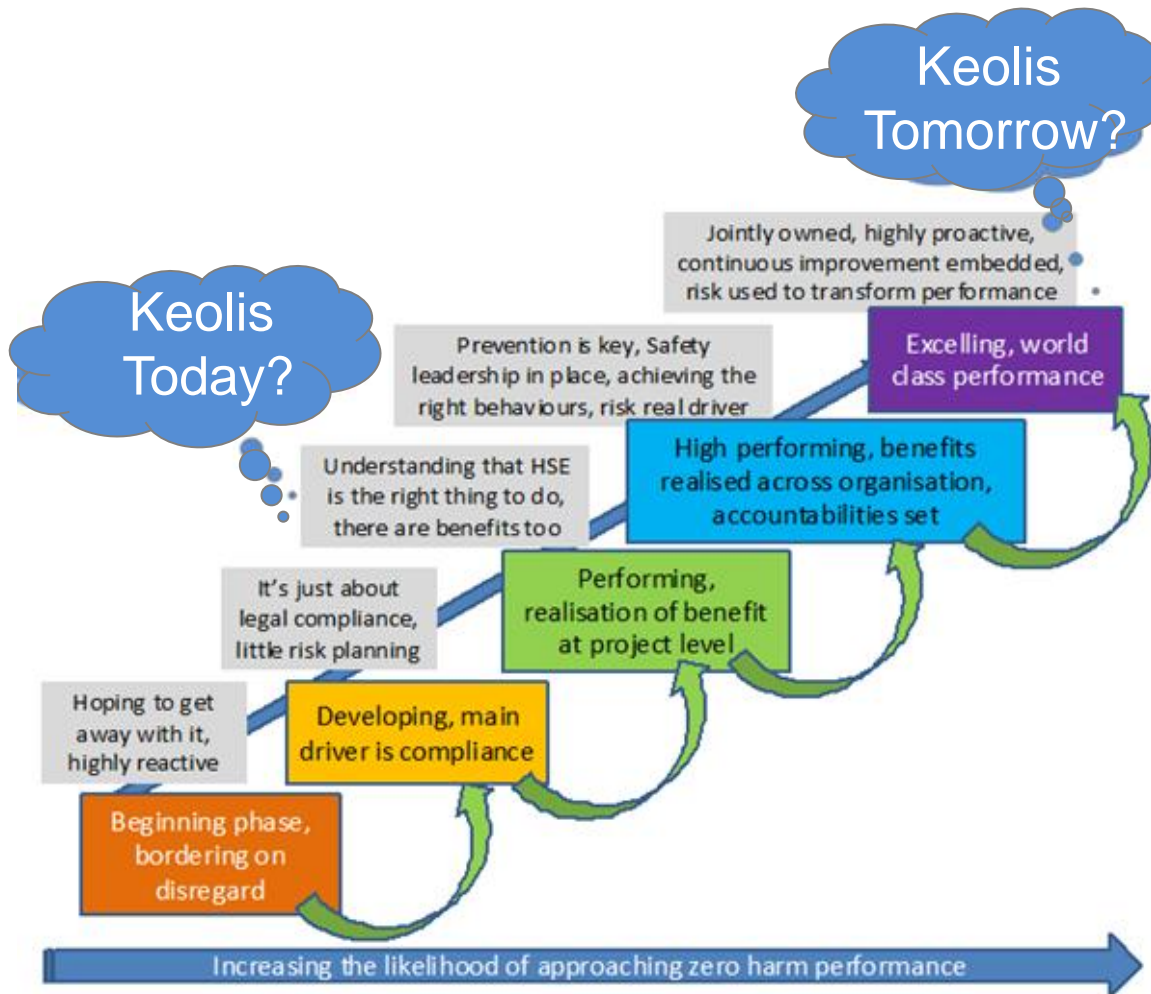 Keolis
Tomorrow?
Jointly owned, highly proactive,
continuous improvement embedded,
risk used to transform performance
Keolis
Today?
Excelling, world
class performance
Prevention is key, Safety
leadership in place, achieving the
right behaviours, risk real driver
High performing, benefits
realised across organisation,
accountabilities set
Understanding that HSE
is the right thing to do,
there are benefits too
Performing,
realisation of benefit
at project level
It's just about
legal compliance,
little risk planning
Developing, main
driver is compliance
Hoping to get
away with it,
highly reactive
Beginning phase,
bordering on
disregard
Increasing the likelihood of approaching zero harm performance